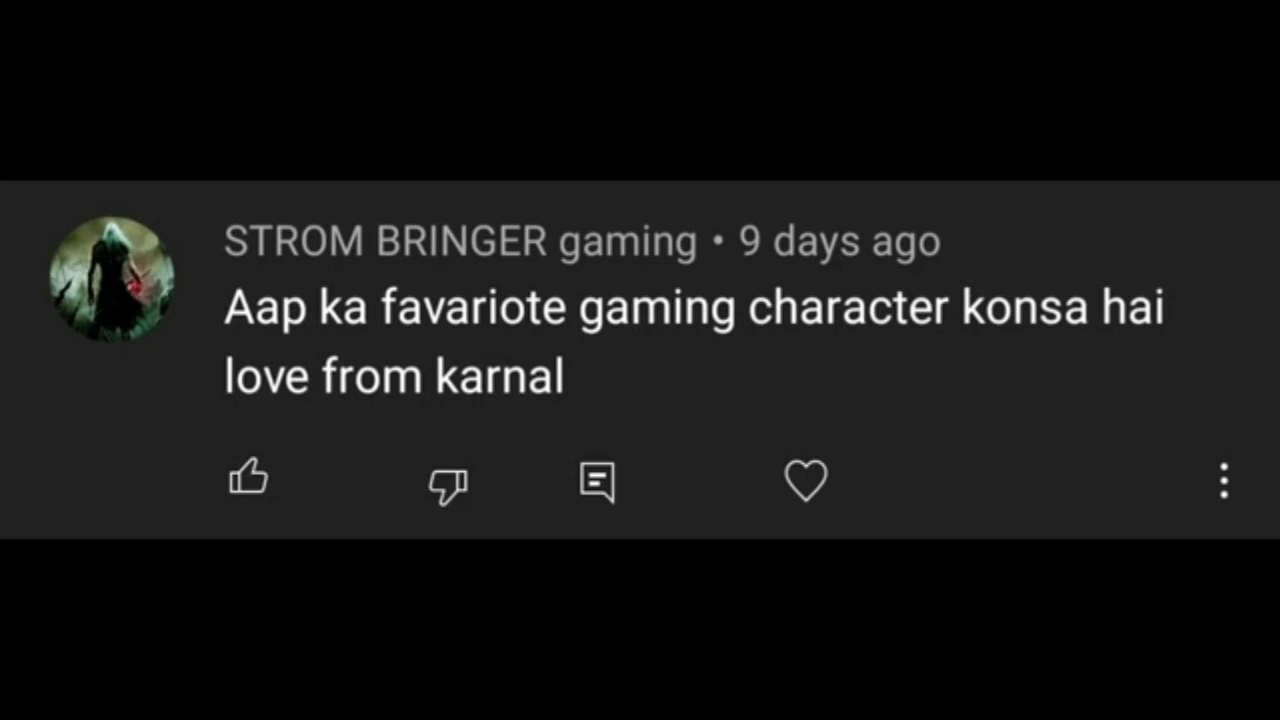 STROM BRINGER gaming • 9 days ago
Aap ka favariote gaming character konsa hai
love from karnal